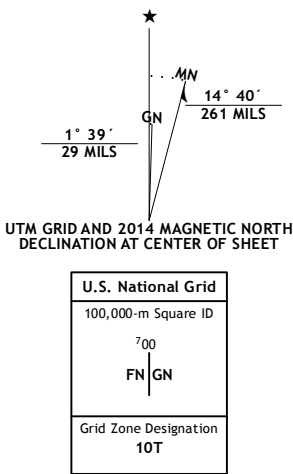 ★
MN
GN
14° 40´
261 MILS
1° 39´
29 MILS
UTM GRID AND 2014 MAGNETIC NORTH
DECLINATION AT CENTER OF SHEET
U.S. National Grid
100,000-m Square ID
⁷00
FN GN
Grid Zone Designation
10T